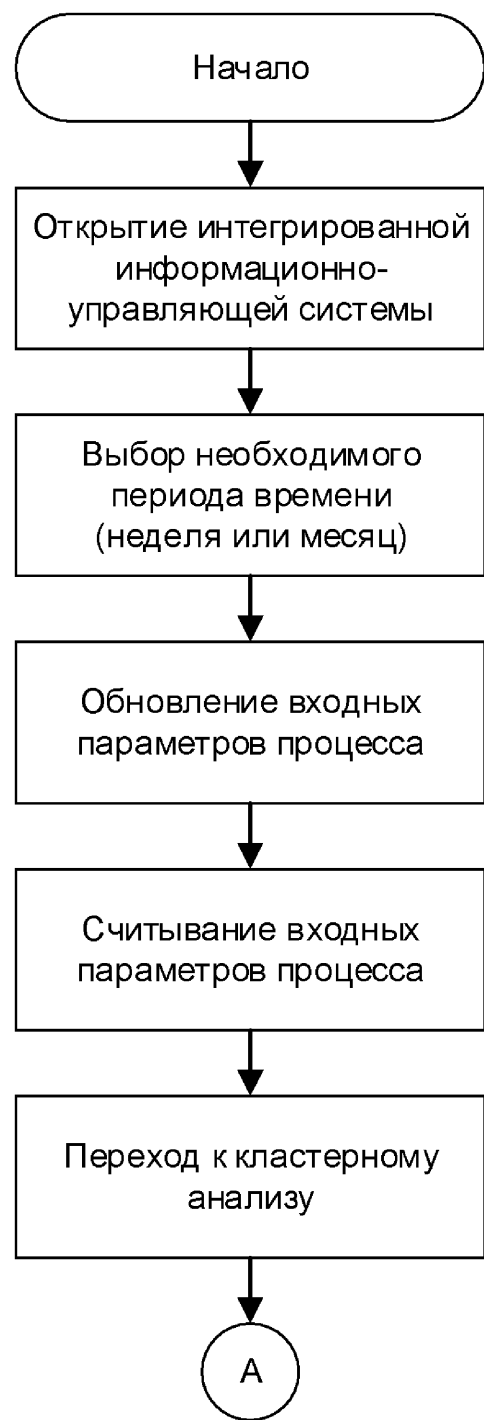 Начало
Открытие интегрированной
информационно-
управляющей системы
Выбор необходимого
периода времени
(неделя или месяц)
Обновление входных
параметров процесса
Считывание входных
параметров процесса
Переход к кластерному
анализу
А